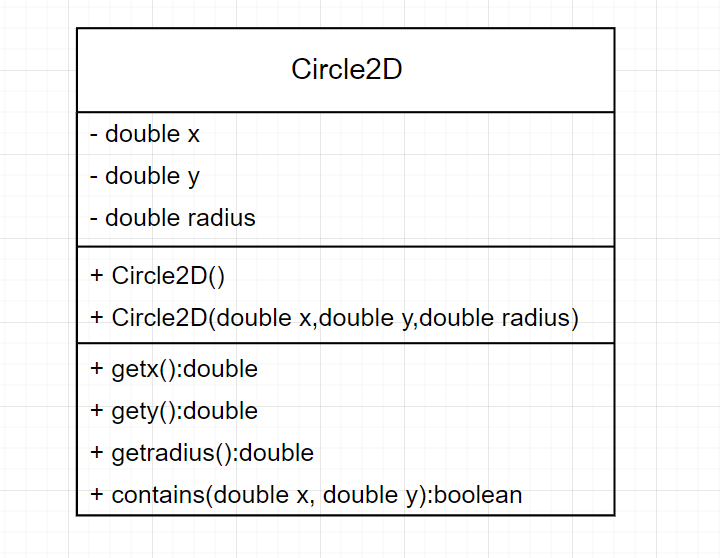 Circle2D
- double x
- double y
- double radius
+ Circle2D()
+ Circle2D(double x,double y,double radius)
+ getx():double
+ gety():double
+ getradius():double
+ contains(double x, double y):boolean